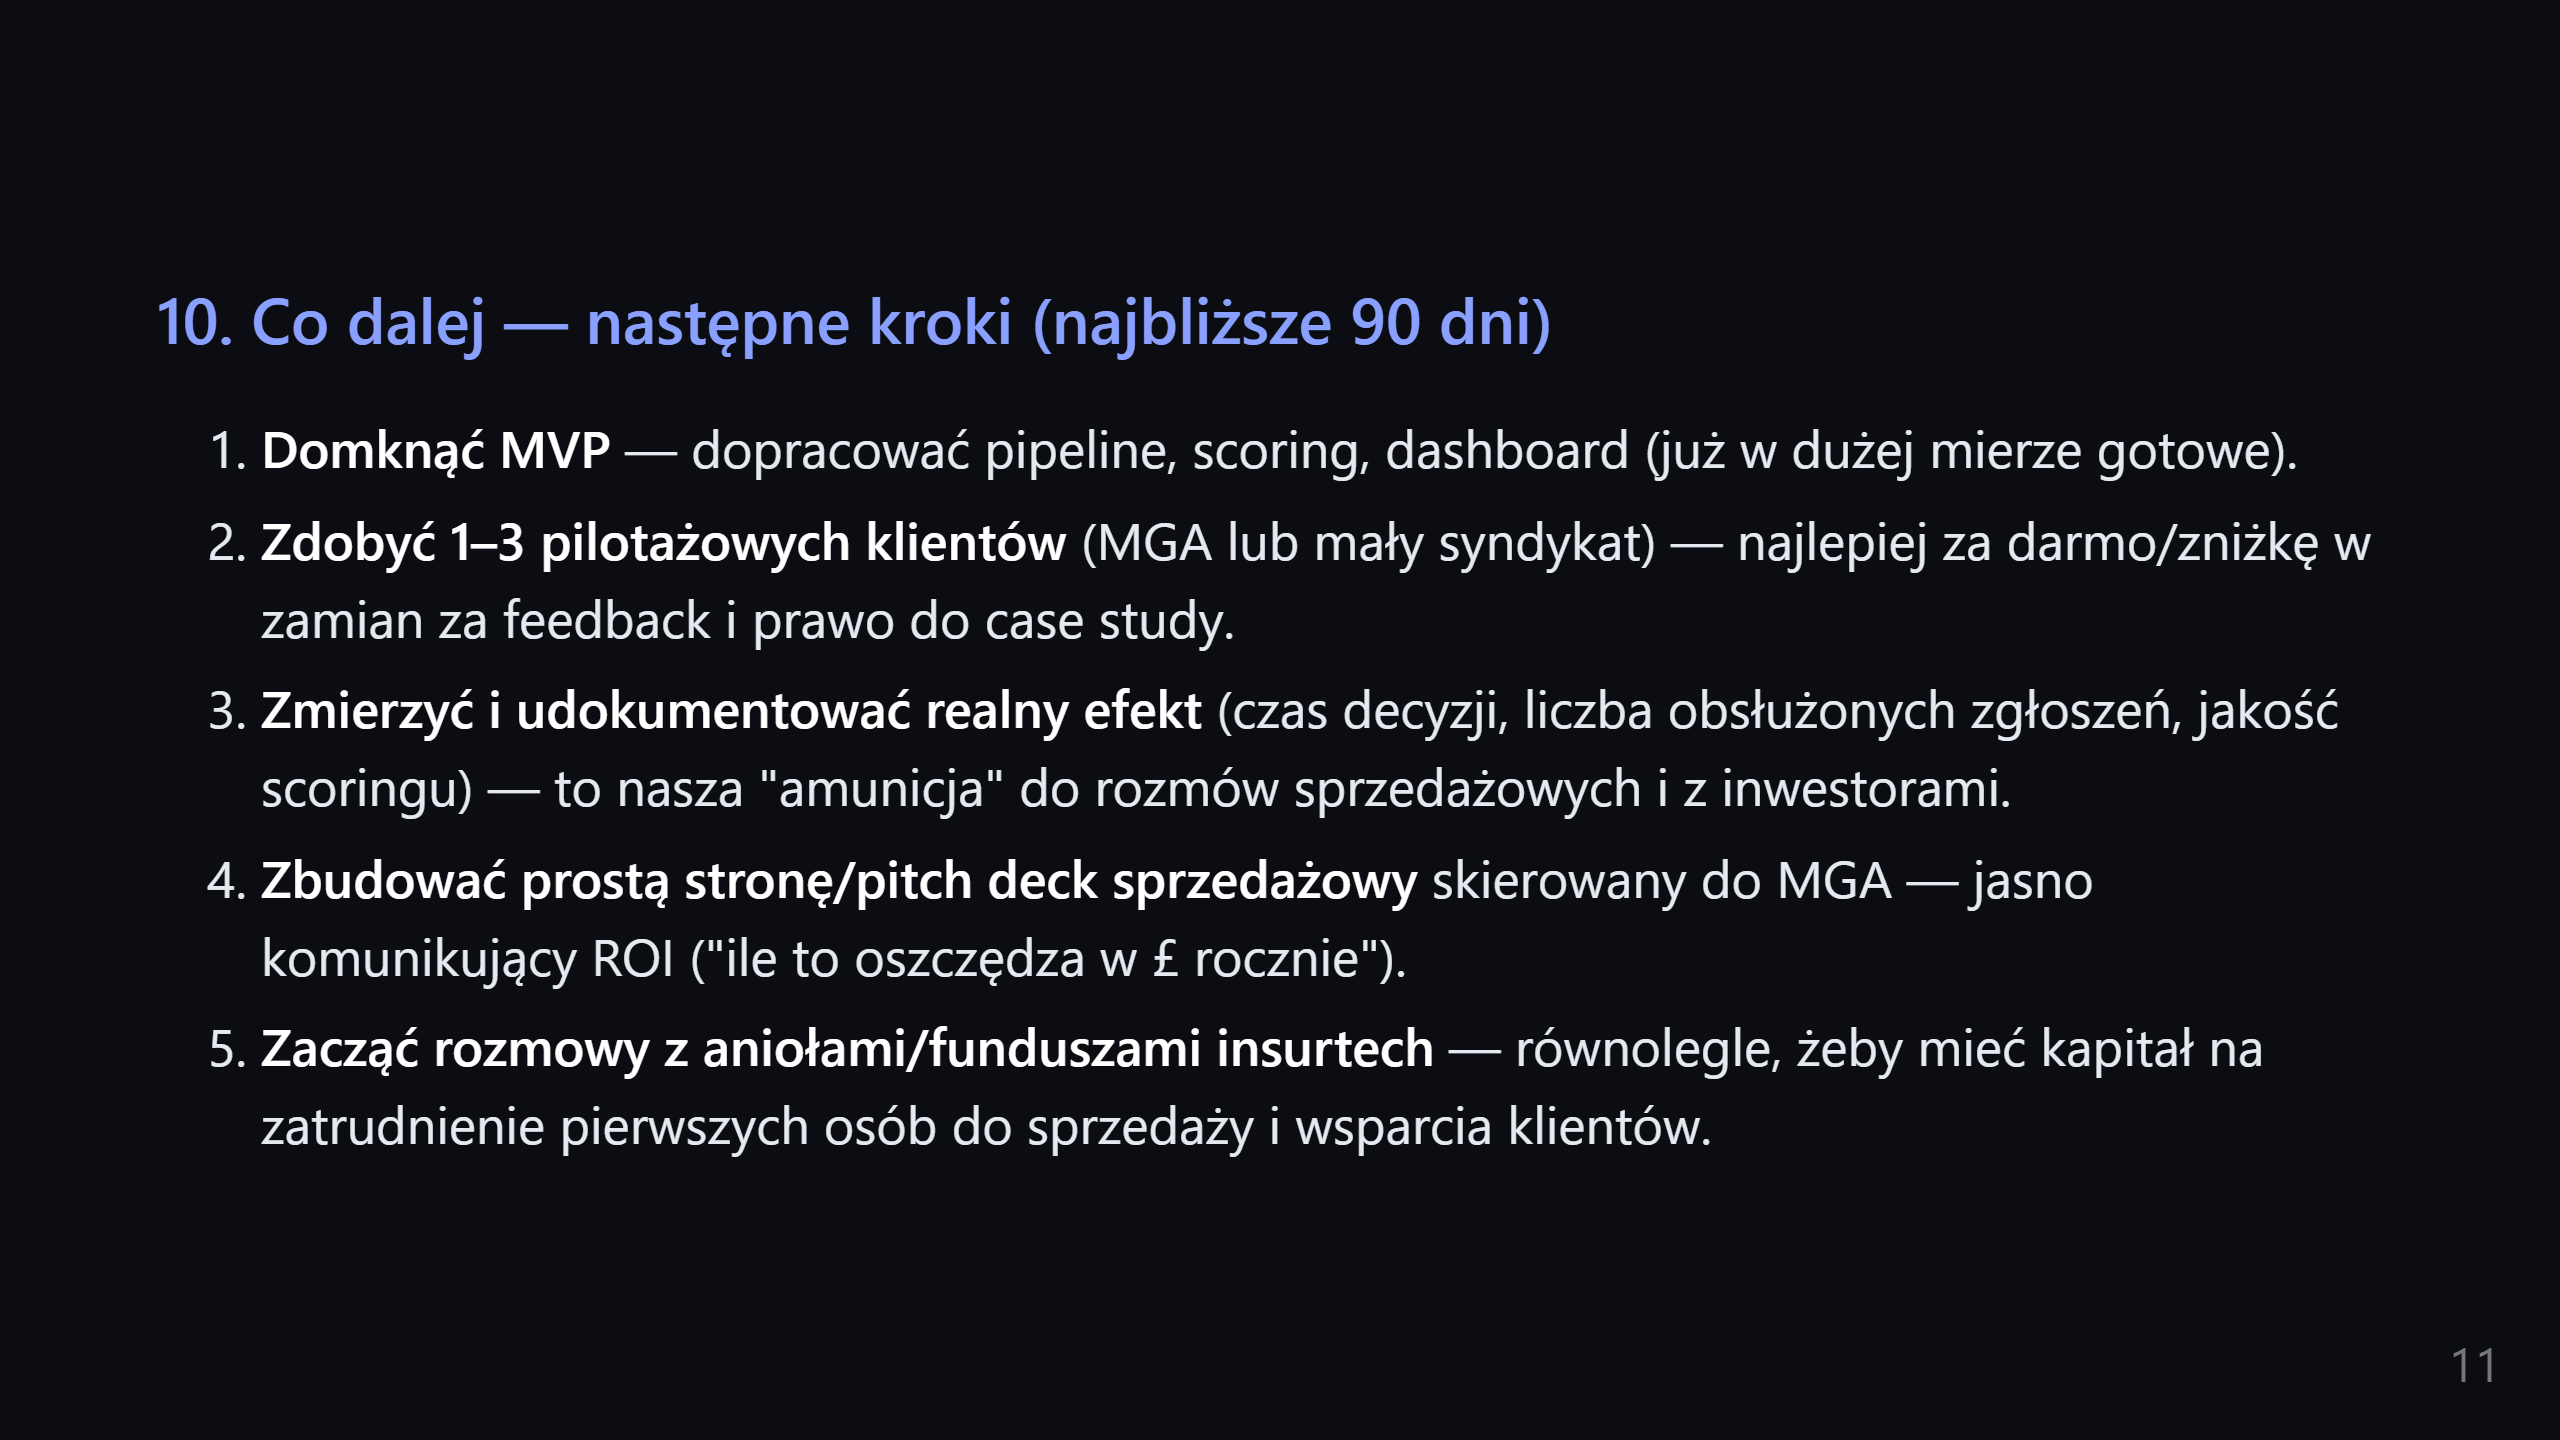 10. Co dalej — następne kroki (najbliższe 90 dni)
1. Domknąć MVP — dopracować pipeline, scoring, dashboard (już w dużej mierze gotowe).
2. Zdobyć 1–3 pilotażowych klientów (MGA lub mały syndykat) — najlepiej za darmo/zniżkę w
zamian za feedback i prawo do case study.
3. Zmierzyć i udokumentować realny efekt (czas decyzji, liczba obsłużonych zgłoszeń, jakość
scoringu) — to nasza "amunicja" do rozmów sprzedażowych i z inwestorami.
4. Zbudować prostą stronę/pitch deck sprzedażowy skierowany do MGA — jasno
komunikujący ROI ("ile to oszczędza w £ rocznie").
5. Zacząć rozmowy z aniołami/funduszami insurtech — równolegle, żeby mieć kapitał na
zatrudnienie pierwszych osób do sprzedaży i wsparcia klientów.
11